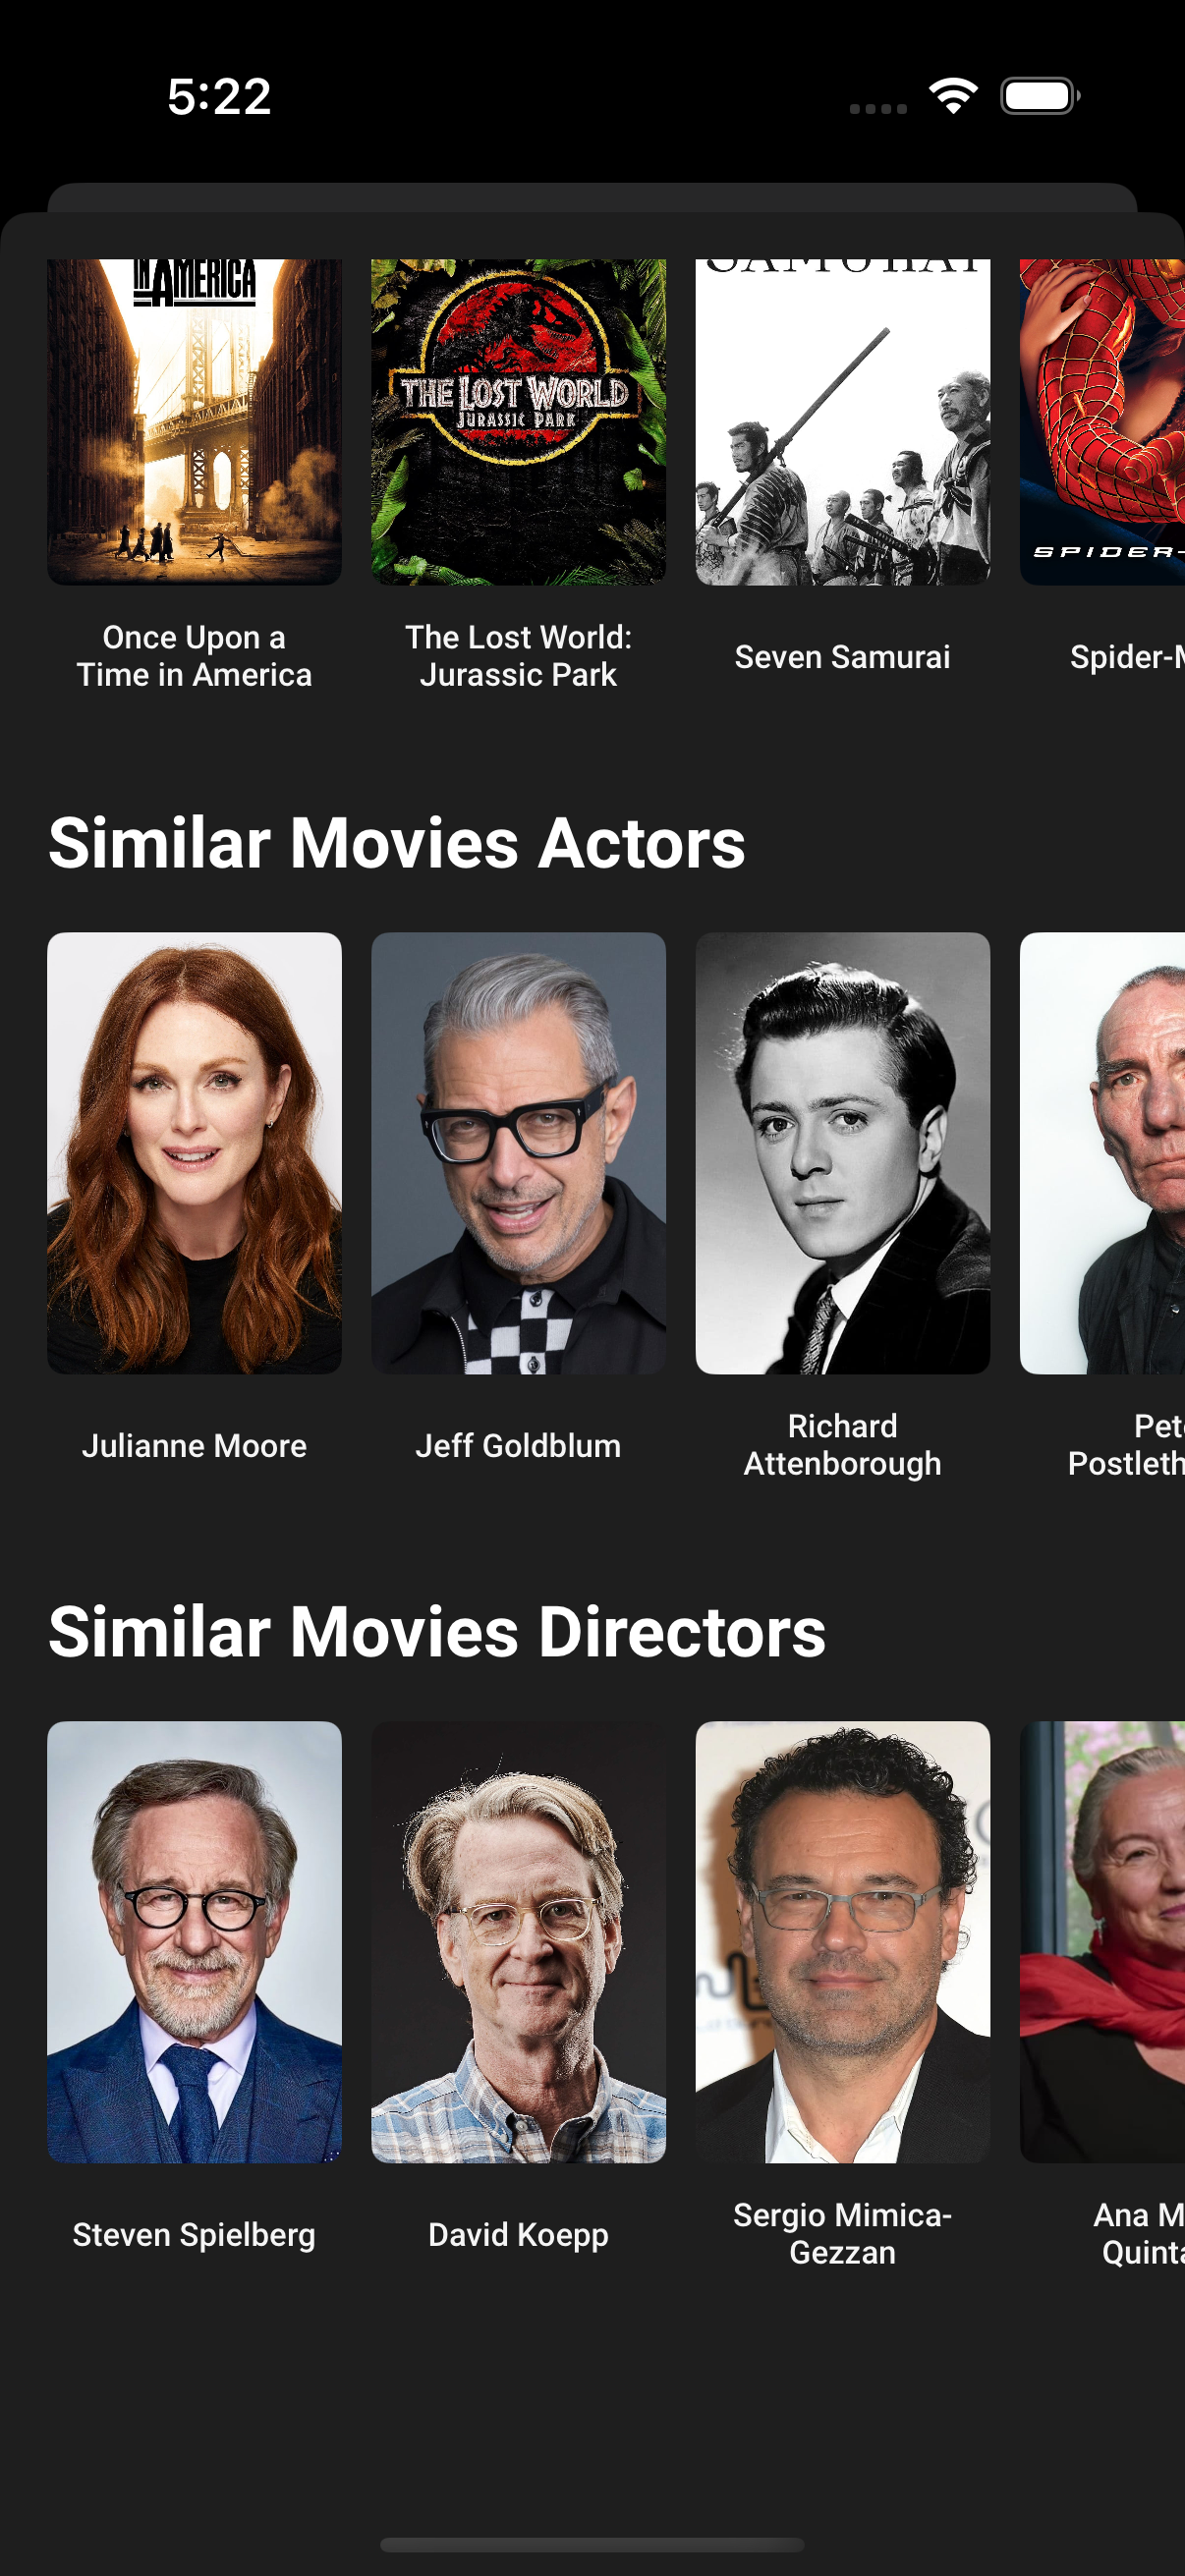 5:22
IN AMERICA
THE LOST WORLD
JURASSIC PARK
SAMURAI
SPIDER-
Once Upon a
Time in America
The Lost World:
Jurassic Park
Seven Samurai
Spider-M
Similar Movies Actors
Julianne Moore
Jeff Goldblum
Richard
Attenborough
Pete
Postleth
Similar Movies Directors
Steven Spielberg
David Koepp
Sergio Mimica-
Gezzan
Ana M
Quinta